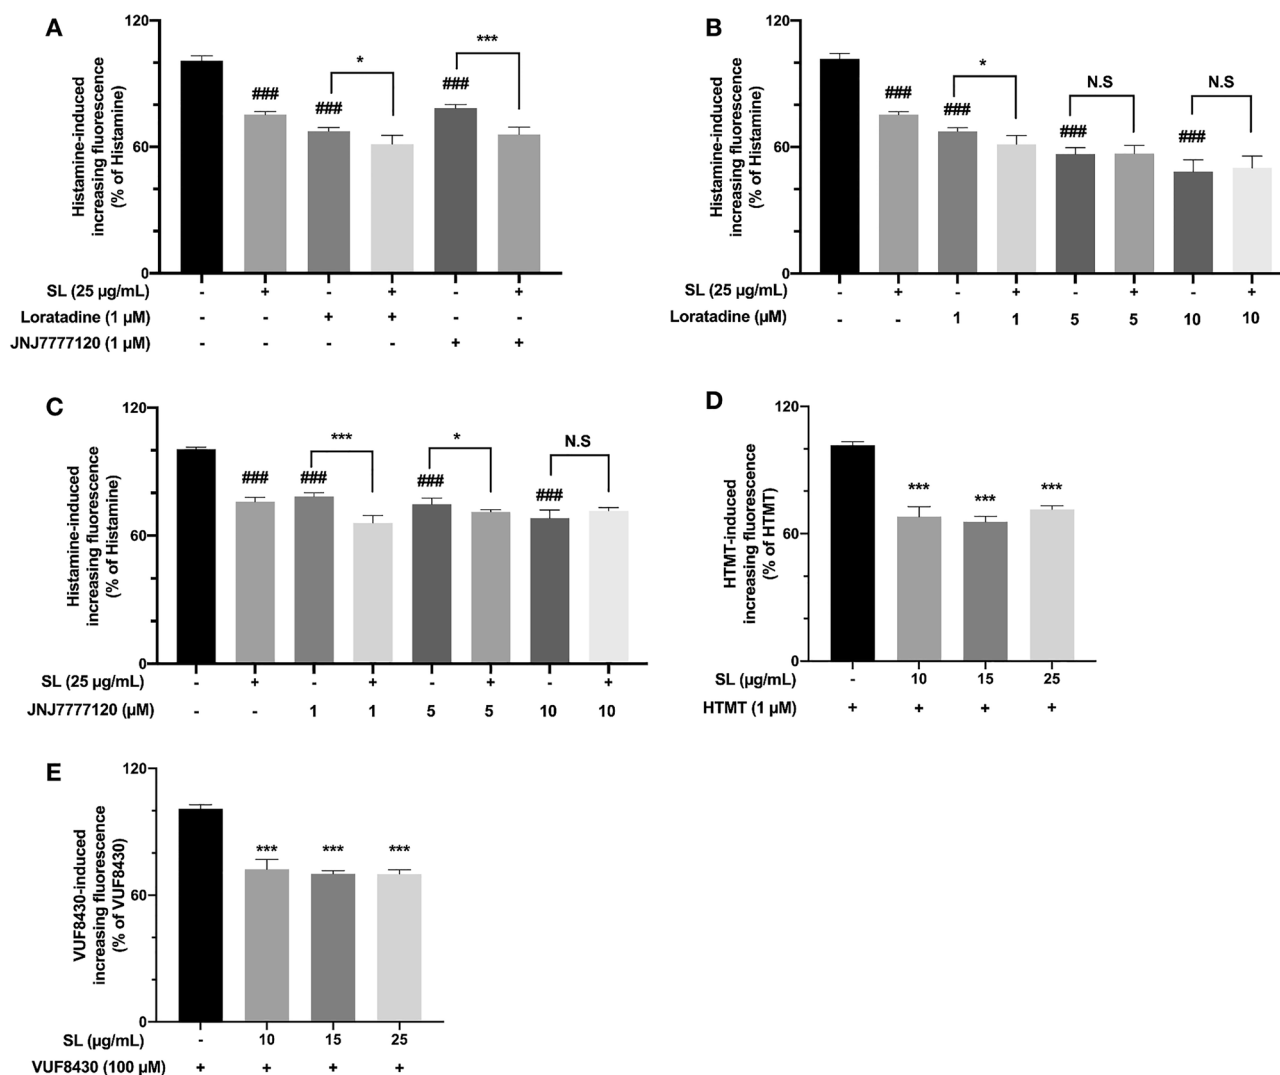 A
Histamine-induced
increasing fluorescence
(% of Histamine)
120
60
0
###
###
*
###
***
SL (25 µg/mL) - + - + - +
Loratadine (1 µM) - - + + - -
JNJ7777120 (1 µM) - - - - + +
B
Histamine-induced
increasing fluorescence
(% of Histamine)
120
60
0
###
###
*
###
N.S
###
N.S
SL (25 µg/mL) - + - + - + - +
Loratadine (µM) - - 1 1 5 5 10 10
C
Histamine-induced
increasing fluorescence
(% of Histamine)
120
60
0
###
###
***
###
*
###
N.S
SL (25 µg/mL) - + - + - + - +
JNJ7777120 (µM) - - 1 1 5 5 10 10
D
HTMT-induced
increasing fluorescence
(% of HTMT)
120
60
0
***
***
***
SL (µg/mL) - 10 15 25
HTMT (1 µM) + + + +
E
VUF8430-induced
increasing fluorescence
(% of VUF8430)
120
60
0
***
***
***
SL (µg/mL) - 10 15 25
VUF8430 (100 µM) + + + +